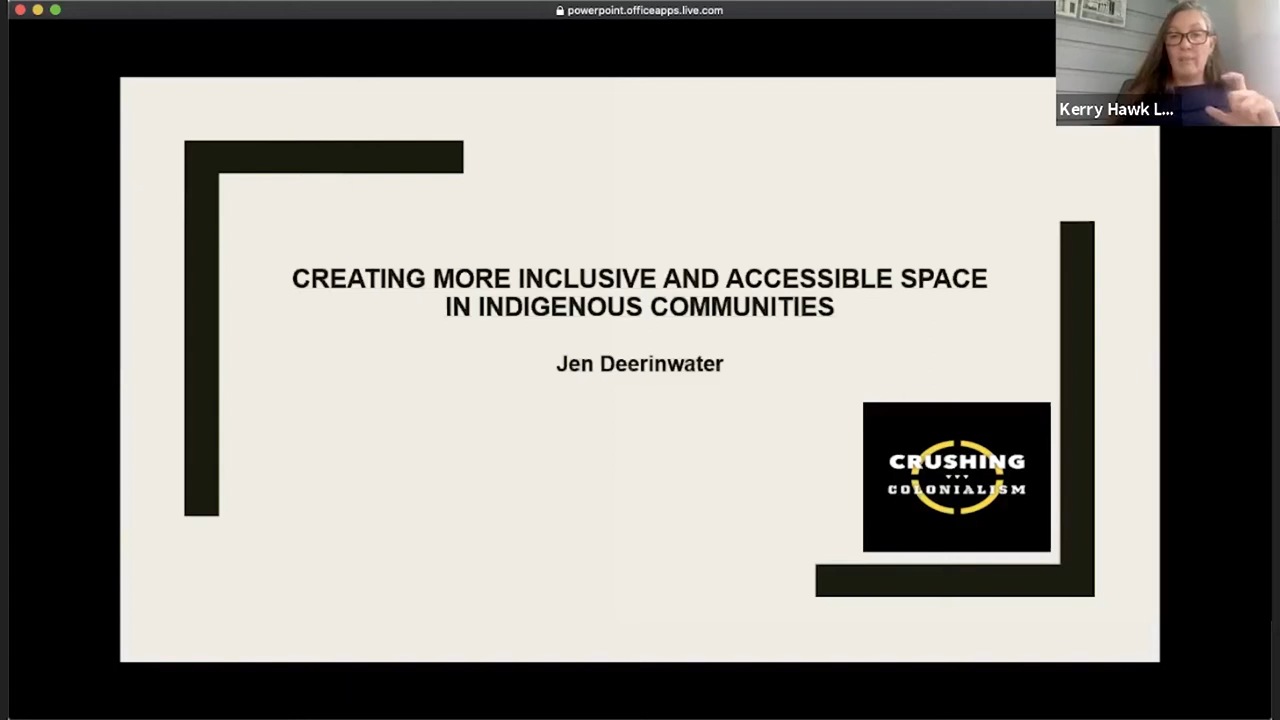 powerpoint.officeapps.live.com
Kerry Hawk L...
CREATING MORE INCLUSIVE AND ACCESSIBLE SPACE
IN INDIGENOUS COMMUNITIES
Jen Deerinwater
CRUSHING
COLONIALISM